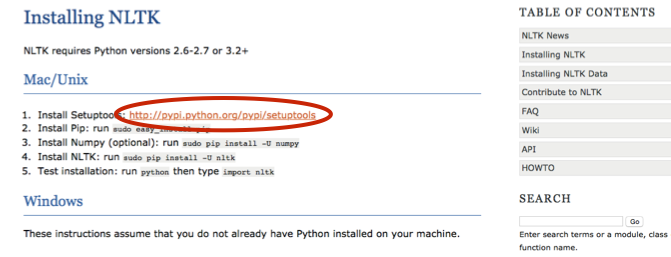 Installing NLTK
NLTK requires Python versions 2.6-2.7 or 3.2+
Mac/Unix
1. Install Setuptools: http://pypi.python.org/pypi/setuptools
2. Install Pip: run sudo easy_install pip
3. Install Numpy (optional): run sudo pip install -U numpy
4. Install NLTK: run sudo pip install -U nltk
5. Test installation: run python then type import nltk
Windows
These instructions assume that you do not already have Python installed on your machine.
TABLE OF CONTENTS
NLTK News
Installing NLTK
Installing NLTK Data
Contribute to NLTK
FAQ
Wiki
API
HOWTO
SEARCH
Go
Enter search terms or a module, class
function name.